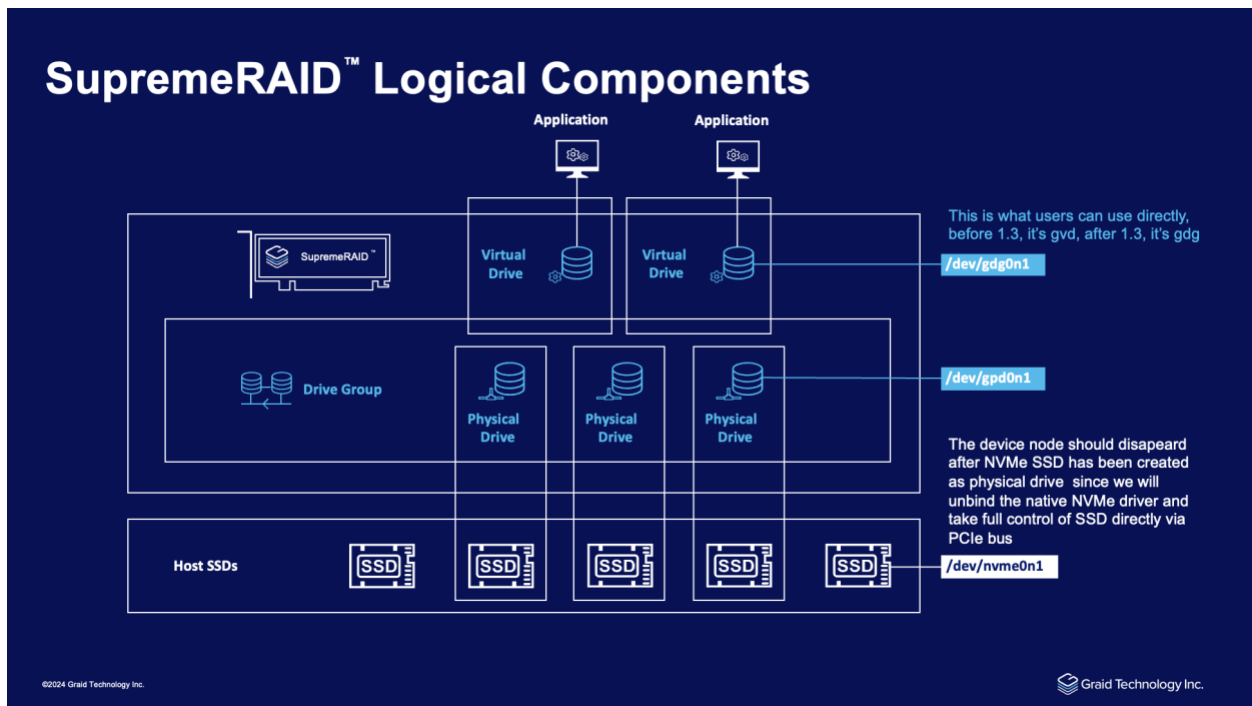 SupremeRAID™ Logical Components
Application
Application
This is what users can use directly,
before 1.3, it's gvd, after 1.3, it's gdg
SupremeRAID™
Virtual
Drive
Virtual
Drive
/dev/gdg0n1
Drive Group
Physical
Drive
Physical
Drive
Physical
Drive
/dev/gpd0n1
The device node should disapeard
after NVMe SSD has been created
as physical drive since we will
unbind the native NVMe driver and
take full control of SSD directly via
PCIe bus
Host SSDs
SSD
SSD
SSD
SSD
SSD
/dev/nvme0n1
©2024 Graid Technology Inc.
Graid Technology Inc.